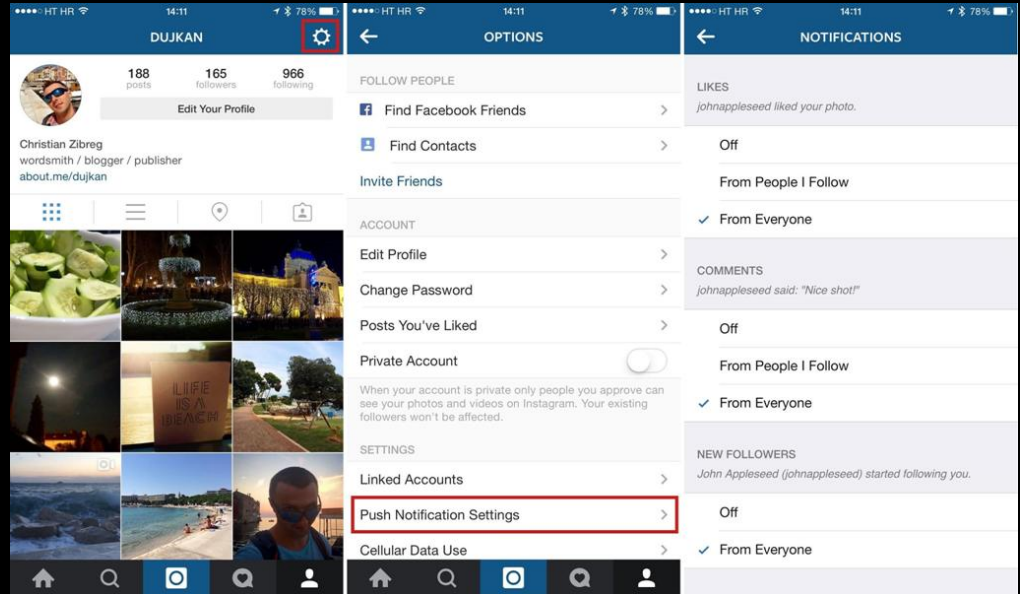 HT HR 14:11 78%
DUJKAN
188 165 966
posts followers following
Edit Your Profile
Christian Zibreg
wordsmith / blogger / publisher
about.me/dujkan
LIFE
IS A
BEACH
HT HR 14:11 78%
OPTIONS
FOLLOW PEOPLE
Find Facebook Friends
Find Contacts
Invite Friends
ACCOUNT
Edit Profile
Change Password
Posts You've Liked
Private Account
When your account is private only people you approve can
see your photos and videos on Instagram. Your existing
followers won't be affected.
SETTINGS
Linked Accounts
Push Notification Settings
Cellular Data Use
HT HR 14:11 78%
NOTIFICATIONS
LIKES
johnappleseed liked your photo.
Off
From People I Follow
From Everyone
COMMENTS
johnappleseed said: "Nice shot!"
Off
From People I Follow
From Everyone
NEW FOLLOWERS
John Appleseed (johnappleseed) started following you.
Off
From Everyone